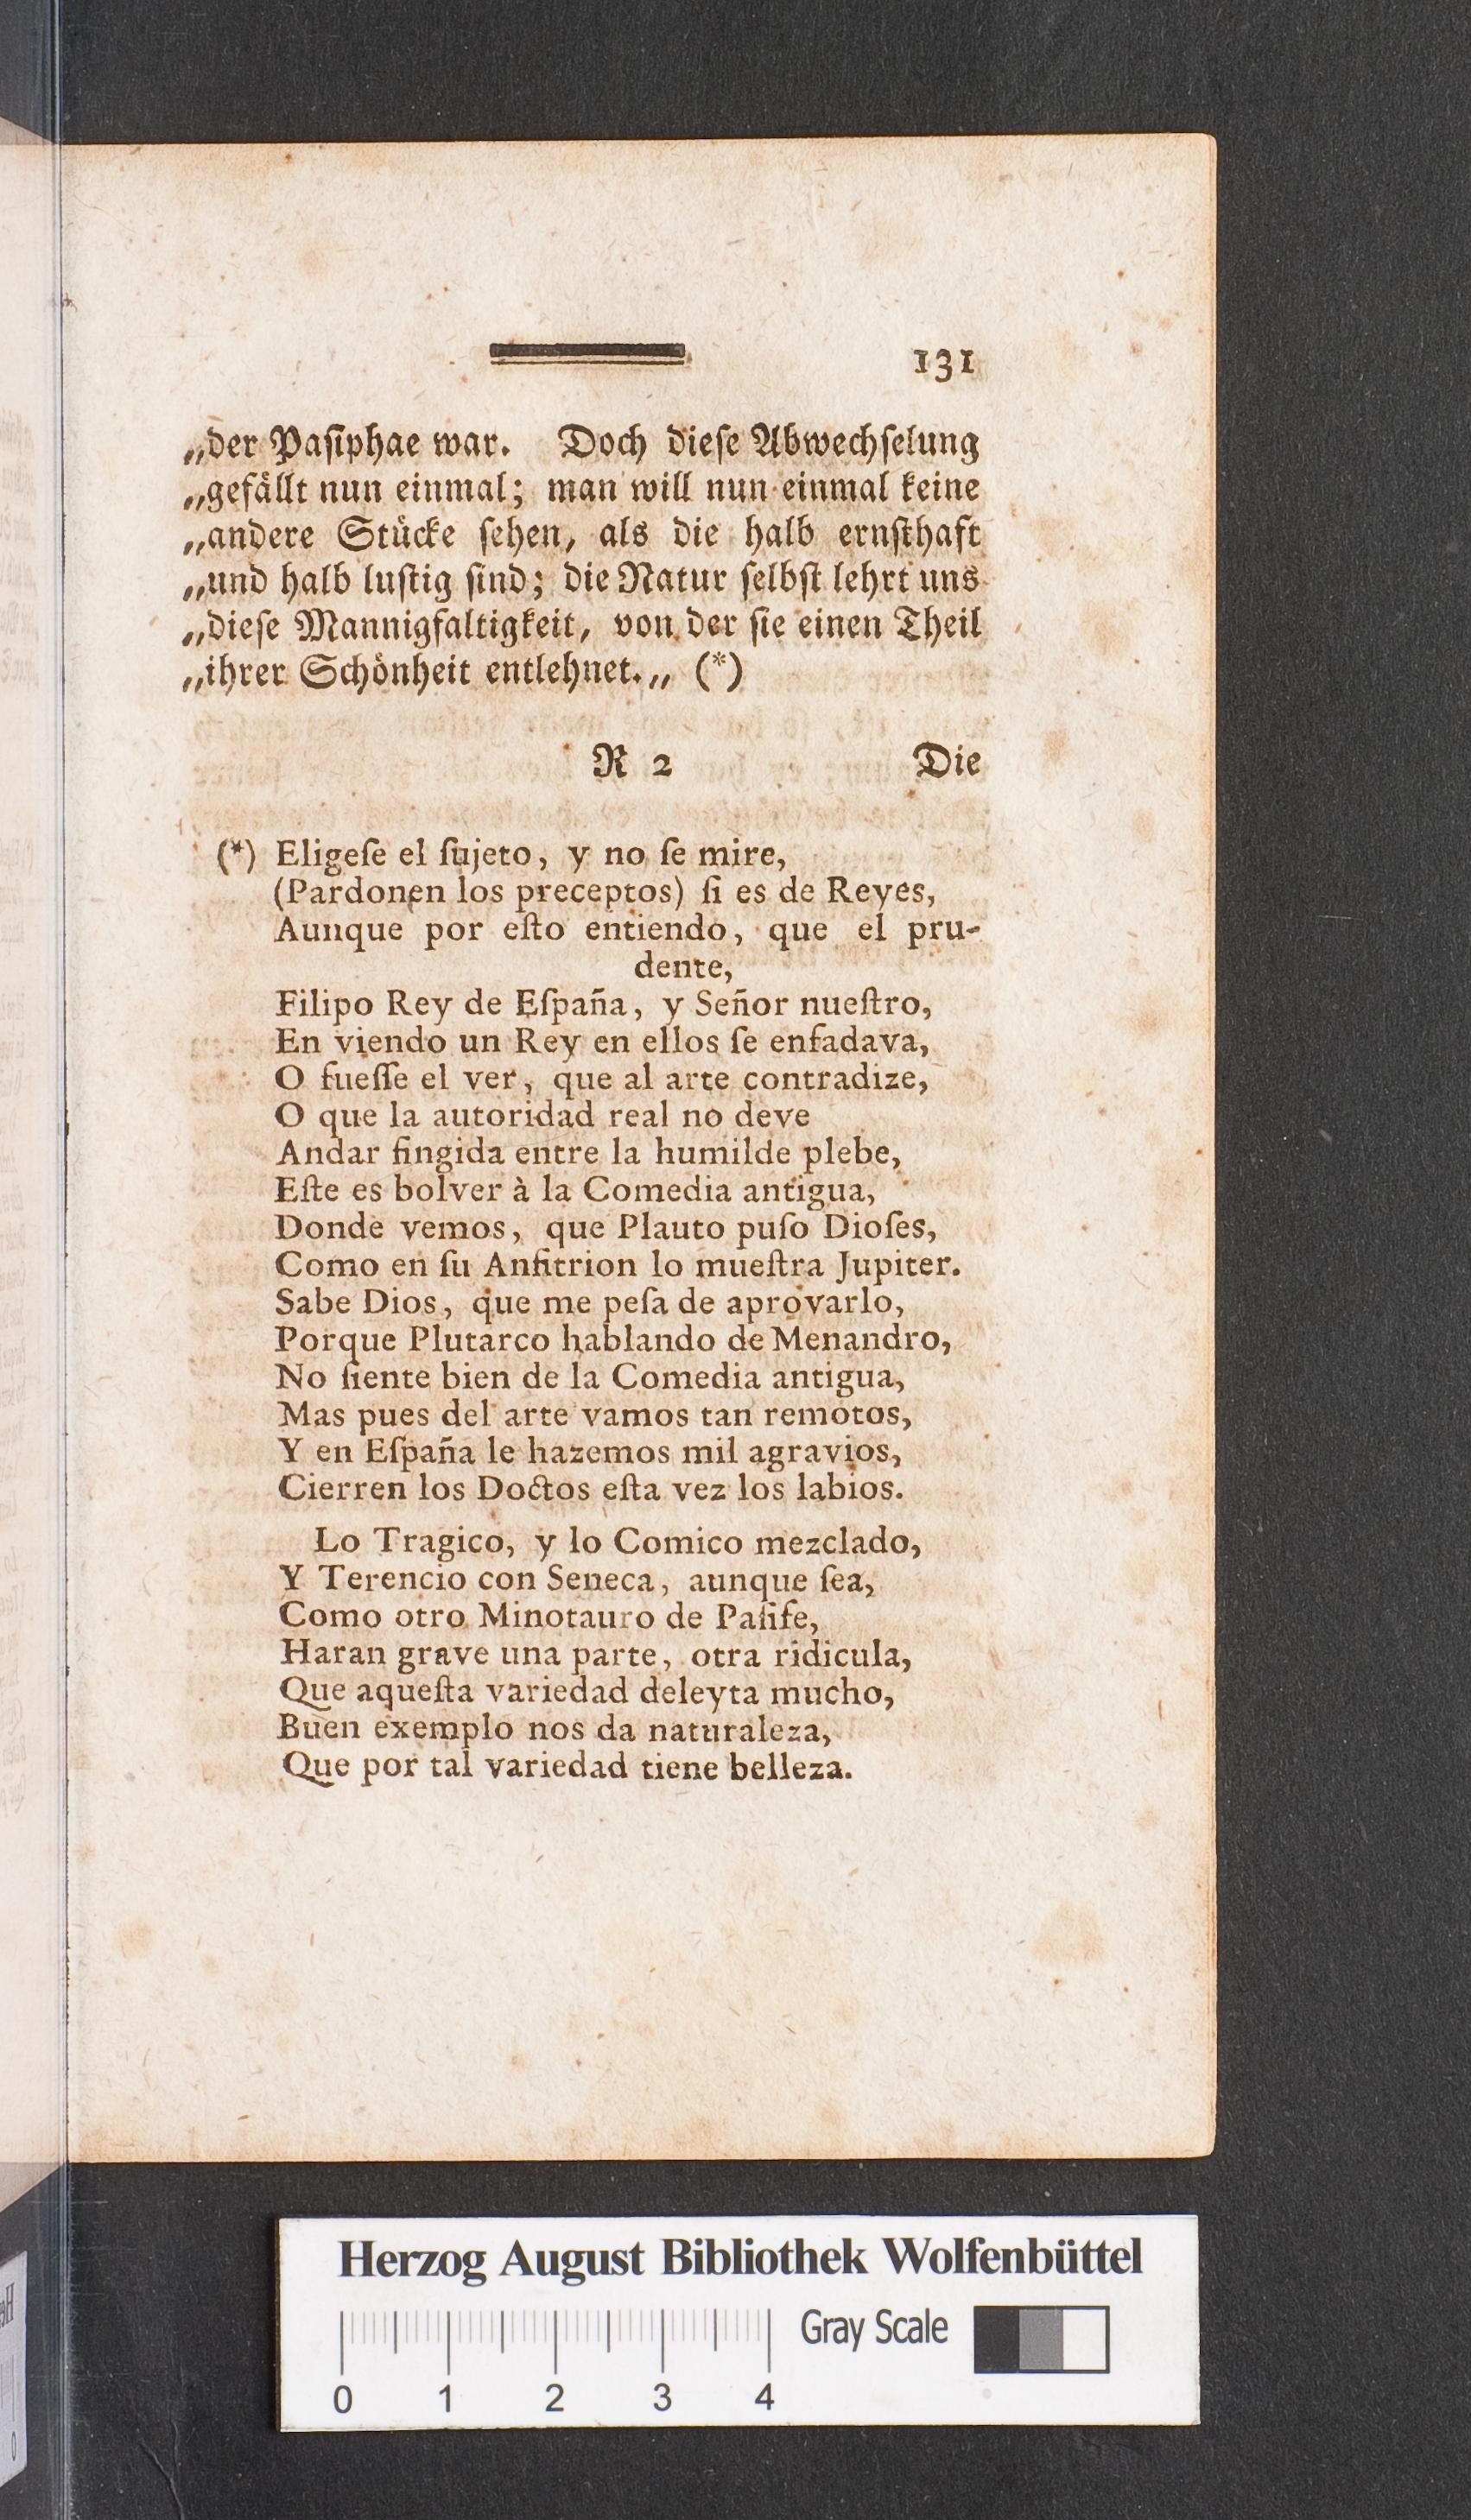 131
„der Paſiphae war. Doch dieſe Abwechſelung
„gefällt nun einmal; man will nun einmal keine
„andere Stücke ſehen, als die halb ernſthaft
„und halb luſtig ſind; die Natur ſelbſt lehrt uns
„dieſe Mannigfaltigkeit, von der ſie einen Theil
„ihrer Schönheit entlehnet.„ (*)
R 2 Die
(*) Eligeſe el ſujeto, y no ſe mire,
(Pardonen los preceptos) ſi es de Reyes,
Aunque por eſto entiendo, que el pru-
dente,
Filipo Rey de Eſpaña, y Señor nueſtro,
En viendo un Rey en ellos ſe enfadava,
O fueſſe el ver, que al arte contradize,
O que la autoridad real no deve
Andar fingida entre la humilde plebe,
Eſte es bolver à la Comedia antigua,
Donde vemos, que Plauto puſo Dioſes,
Como en ſu Anfitrion lo mueſtra Jupiter.
Sabe Dios, que me peſa de aprovarlo,
Porque Plutarco hablando de Menandro,
No ſiente bien de la Comedia antigua,
Mas pues del arte vamos tan remotos,
Y en Eſpaña le hazemos mil agravios,
Cierren los Doctos eſta vez los labios.
Lo Tragico, y lo Comico mezclado,
Y Terencio con Seneca, aunque ſea,
Como otro Minotauro de Paſife,
Haran grave una parte, otra ridicula,
Que aqueſta variedad deleyta mucho,
Buen exemplo nos da naturaleza,
Que por tal variedad tiene belleza.
Herzog August Bibliothek Wolfenbüttel
Gray Scale
0 1 2 3 4